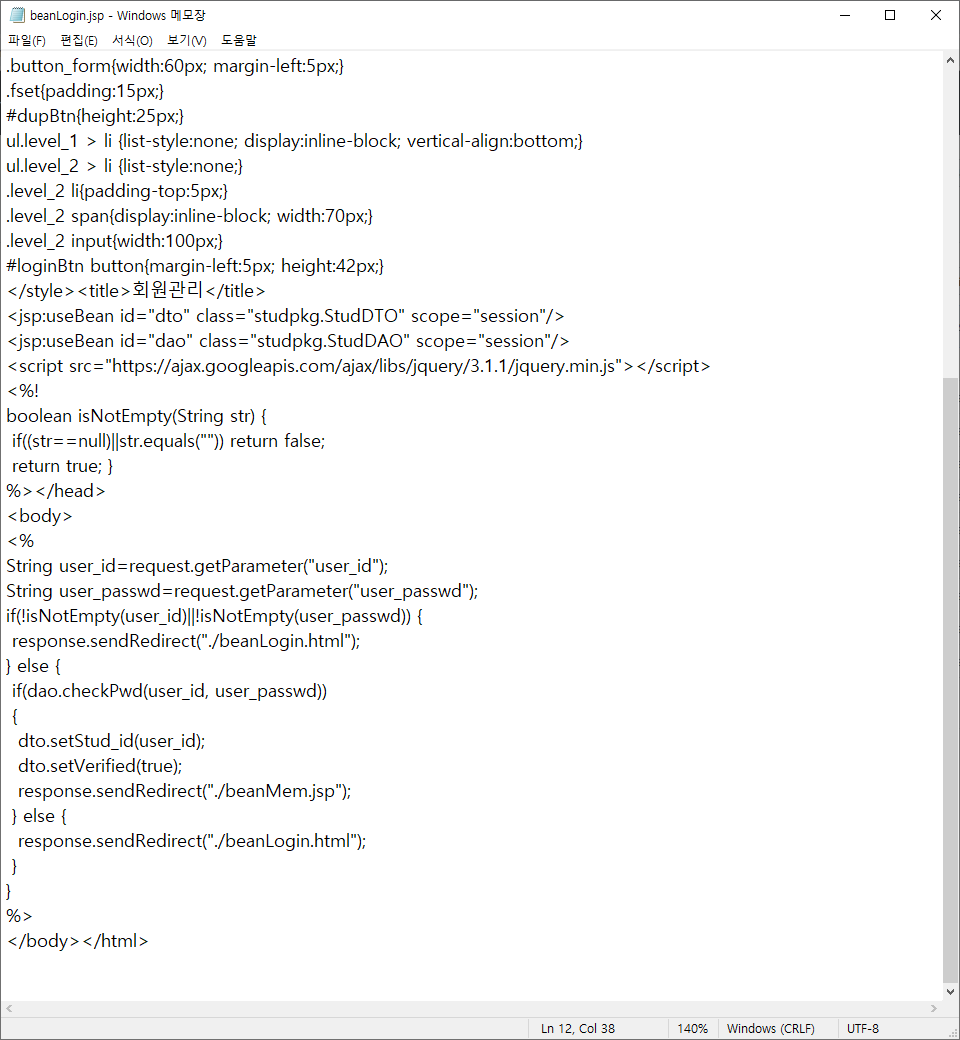 beanLogin.jsp - Windows 메모장
파일(F) 편집(E) 서식(O) 보기(V) 도움말
.button_form{width:60px; margin-left:5px;}
.fset{padding:15px;}
#dupBtn{height:25px;}
ul.level_1 > li {list-style:none; display:inline-block; vertical-align:bottom;}
ul.level_2 > li {list-style:none;}
.level_2 li{padding-top:5px;}
.level_2 span{display:inline-block; width:70px;}
.level_2 input{width:100px;}
#loginBtn button{margin-left:5px; height:42px;}
</style><title>회원관리</title>
<jsp:useBean id="dto" class="studpkg.StudDTO" scope="session"/>
<jsp:useBean id="dao" class="studpkg.StudDAO" scope="session"/>
<script src="https://ajax.googleapis.com/ajax/libs/jquery/3.1.1/jquery.min.js"></script>
<%!
boolean isNotEmpty(String str) {
 if((str==null)||str.equals("")) return false;
 return true; }
%></head>
<body>
<%
String user_id=request.getParameter("user_id");
String user_passwd=request.getParameter("user_passwd");
if(!isNotEmpty(user_id)||!isNotEmpty(user_passwd)) {
 response.sendRedirect("./beanLogin.html");
} else {
 if(dao.checkPwd(user_id, user_passwd))
 {
  dto.setStud_id(user_id);
  dto.setVerified(true);
  response.sendRedirect("./beanMem.jsp");
 } else {
  response.sendRedirect("./beanLogin.html");
 }
}
%>
</body></html>
Ln 12, Col 38 140% Windows (CRLF) UTF-8